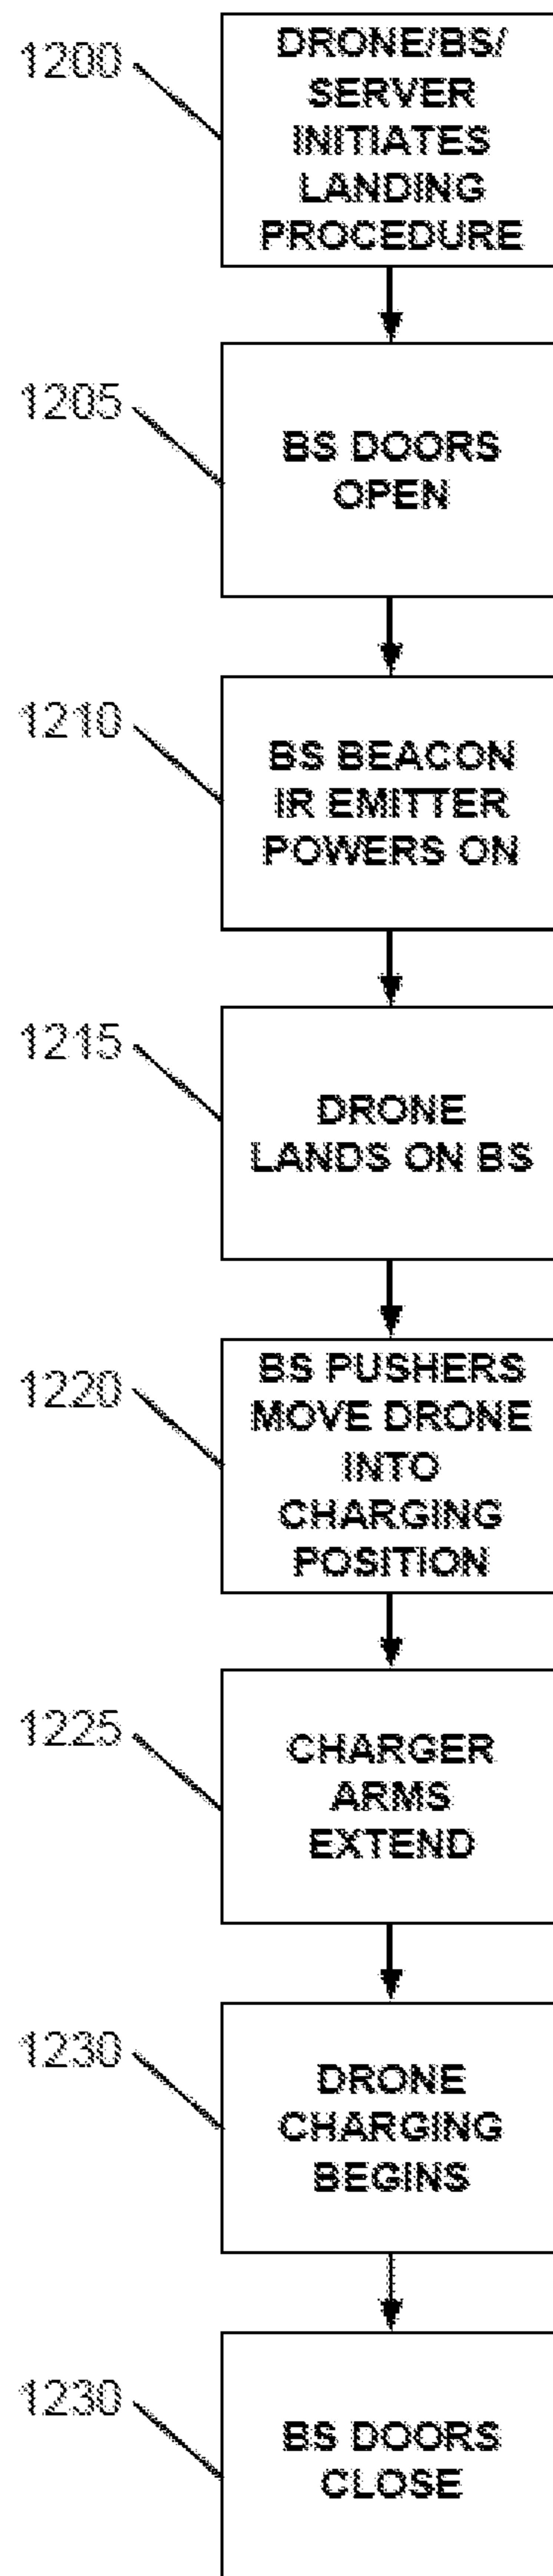 1200
DRONE/BS/
SERVER
INITIATES
LANDING
PROCEDURE
1205
BS DOORS
OPEN
1210
BS BEACON
IR EMITTER
POWERS ON
1215
DRONE
LANDS ON BS
1220
BS PUSHERS
MOVE DRONE
INTO
CHARGING
POSITION
1225
CHARGER
ARMS
EXTEND
1230
DRONE
CHARGING
BEGINS
1230
BS DOORS
CLOSE